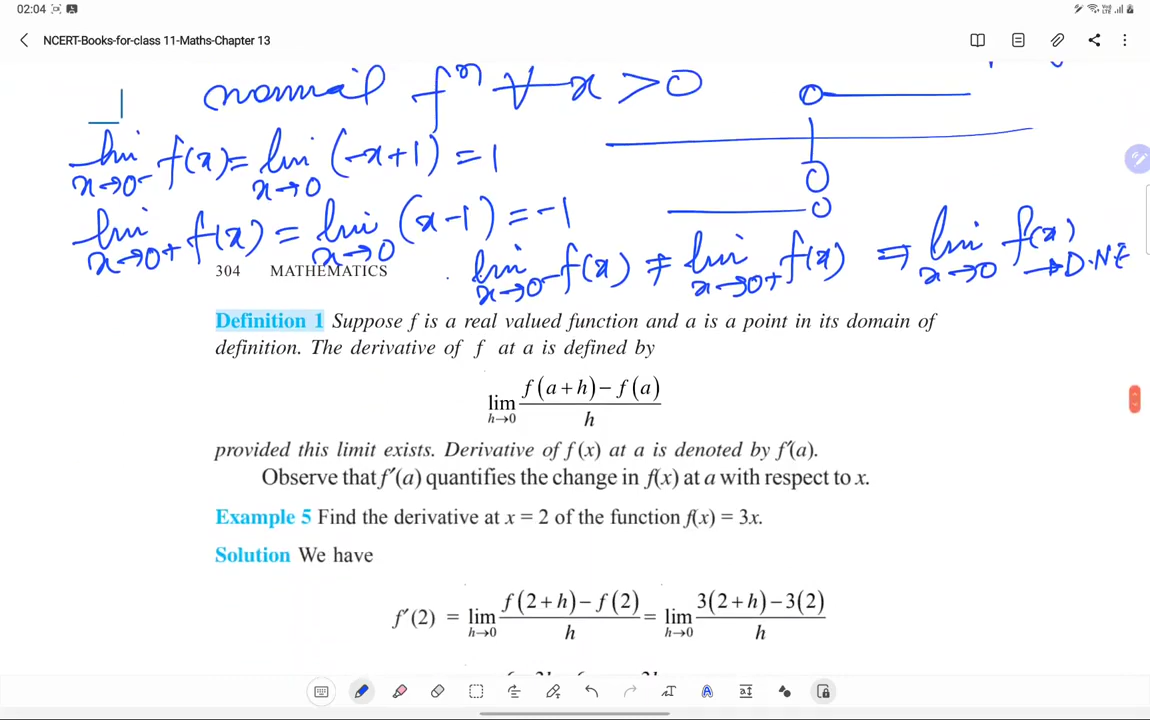 02:04
NCERT-Books-for-class 11-Maths-Chapter 13
normal fⁿ ∀ x > 0
lim x→0⁻ f(x) = lim x→0 (-x+1) = 1
lim x→0+ f(x) = lim x→0 (x-1) = -1
lim x→0⁻ f(x) ≠ lim x→0+ f(x) ⇒ lim x→0 f(x) → D.NE
304 MATHEMATICS
Definition 1 Suppose f is a real valued function and a is a point in its domain of
definition. The derivative of f at a is defined by
lim h→0 (f(a+h) − f(a))/h
provided this limit exists. Derivative of f (x) at a is denoted by f′(a).
Observe that f′(a) quantifies the change in f(x) at a with respect to x.
Example 5 Find the derivative at x = 2 of the function f(x) = 3x.
Solution We have
f′(2) = lim h→0 (f(2+h) − f(2))/h = lim h→0 (3(2+h) − 3(2))/h